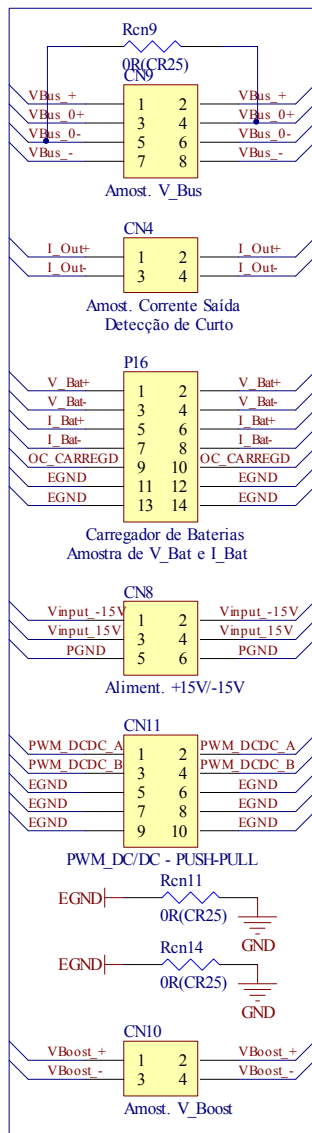 Rcn9
0R(CR25)
CN9
VBus_+ 1 2 VBus_+
VBus_0+ 3 4 VBus_0+
VBus_0- 5 6 VBus_0-
VBus_- 7 8 VBus_-
Amost. V_Bus
CN4
I_Out+ 1 2 I_Out+
I_Out- 3 4 I_Out-
Amost. Corrente Saída
Detecção de Curto
P16
V_Bat+ 1 2 V_Bat+
V_Bat- 3 4 V_Bat-
I_Bat+ 5 6 I_Bat+
I_Bat- 7 8 I_Bat-
OC_CARREGD 9 10 OC_CARREGD
EGND 11 12 EGND
EGND 13 14 EGND
Carregador de Baterias
Amostra de V_Bat e I_Bat
CN8
Vinput_-15V 1 2 Vinput_-15V
Vinput_15V 3 4 Vinput_15V
PGND 5 6 PGND
Aliment. +15V/-15V
CN11
PWM_DCDC_A 1 2 PWM_DCDC_A
PWM_DCDC_B 3 4 PWM_DCDC_B
EGND 5 6 EGND
EGND 7 8 EGND
EGND 9 10 EGND
PWM_DC/DC - PUSH-PULL
Rcn11
EGND
0R(CR25)
GND
Rcn14
EGND
0R(CR25)
GND
CN10
VBoost_+ 1 2 VBoost_+
VBoost_- 3 4 VBoost_-
Amost. V_Boost